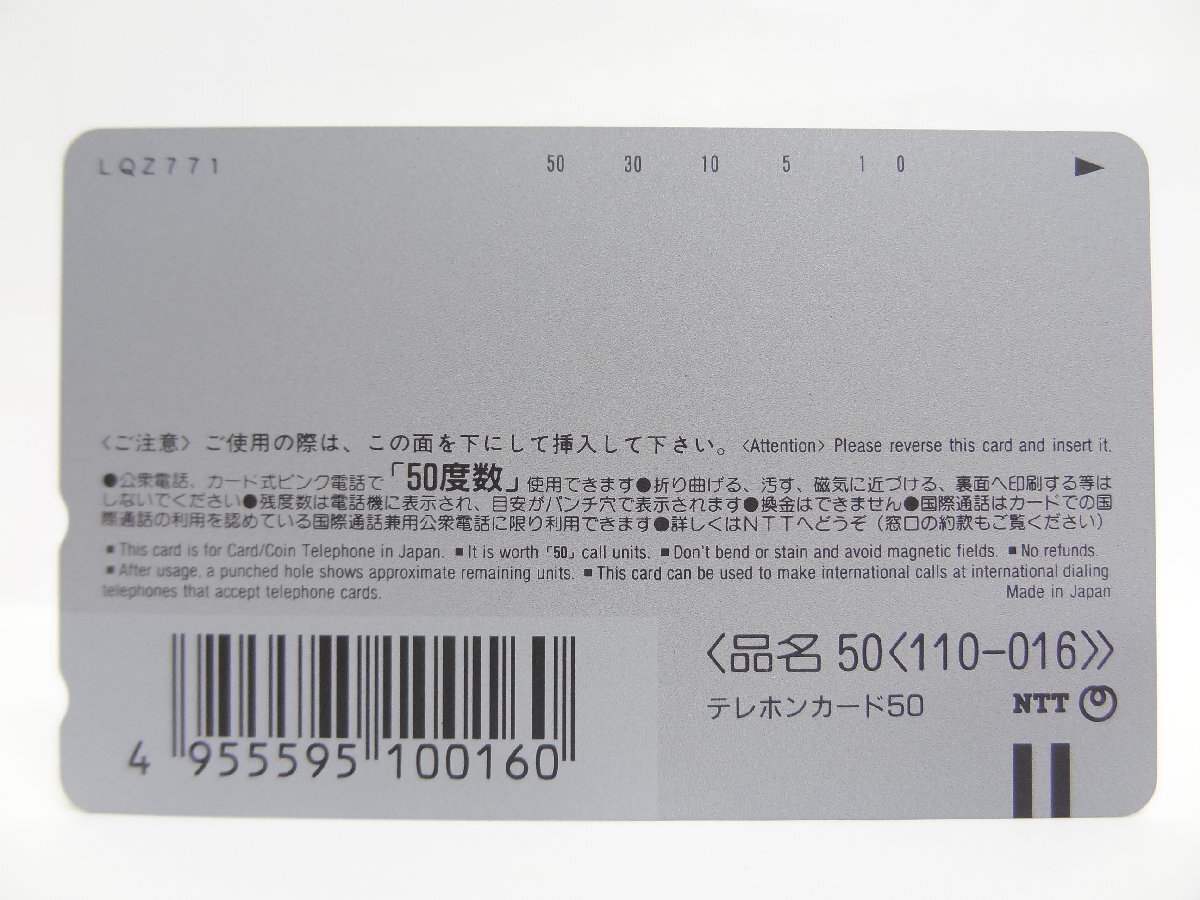 LQZ771 50 30 10 5 1 0
〈ご注意〉ご使用の際は、この面を下にして挿入して下さい。〈Attention〉Please reverse this card and insert it.
●公衆電話、カード式ピンク電話で「50度数」使用できます●折り曲げる、汚す、磁気に近づける、裏面へ印刷する等は
しないでください●残度数は電話機に表示され、目安がパンチ穴で表示されます●換金はできません●国際通話はカードでの国
際通話の利用を認めている国際通話兼用公衆電話に限り利用できます●詳しくはNTTへどうぞ(窓口の約款もご覧ください)
■This card is for Card/Coin Telephone in Japan. ■It is worth「50」call units. ■Don't bend or stain and avoid magnetic fields. ■No refunds.
■After usage, a punched hole shows approximate remaining units. ■This card can be used to make international calls at international dialing
telephones that accept telephone cards. Made in Japan
〈品名 50〈110-016〉〉
テレホンカード50 NTT
4 955595 100160